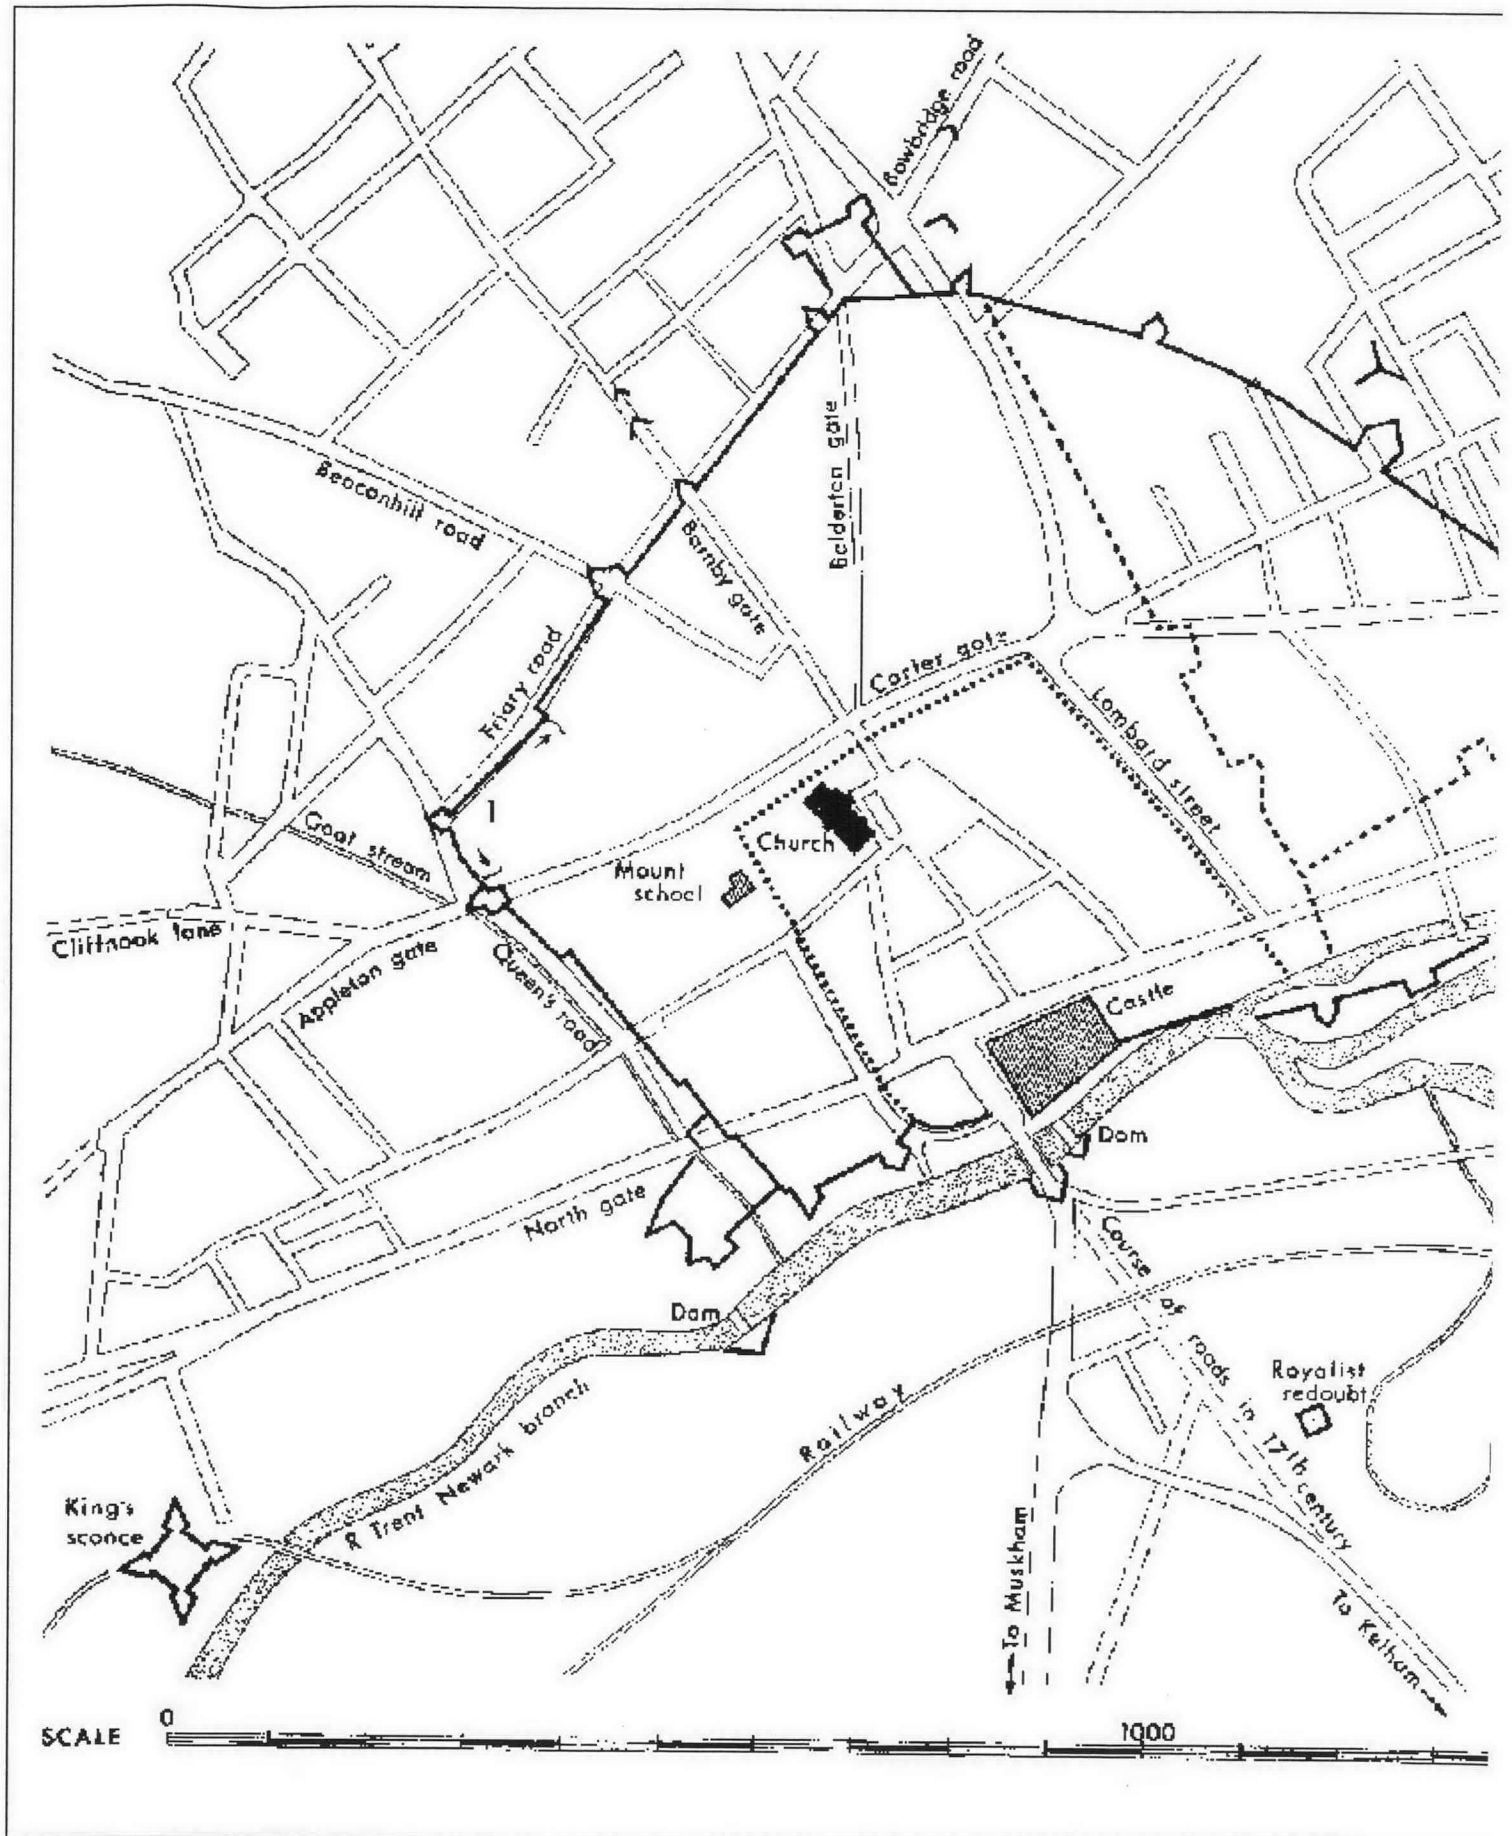 Bowbridge road
Balderton gate
Beaconhill road
Barnby gate
Carter gate
Friary road
Lombard street
1
Goat stream
Church
Mount
school
Cliffnook lane
Appleton gate
Queen's road
Castle
Dam
North gate
Course of roads in 17th century
Dam
Royalist
redoubt
Railway
R Trent Newark branch
King's
sconce
To Muskham
To Kelham
SCALE
0
1000